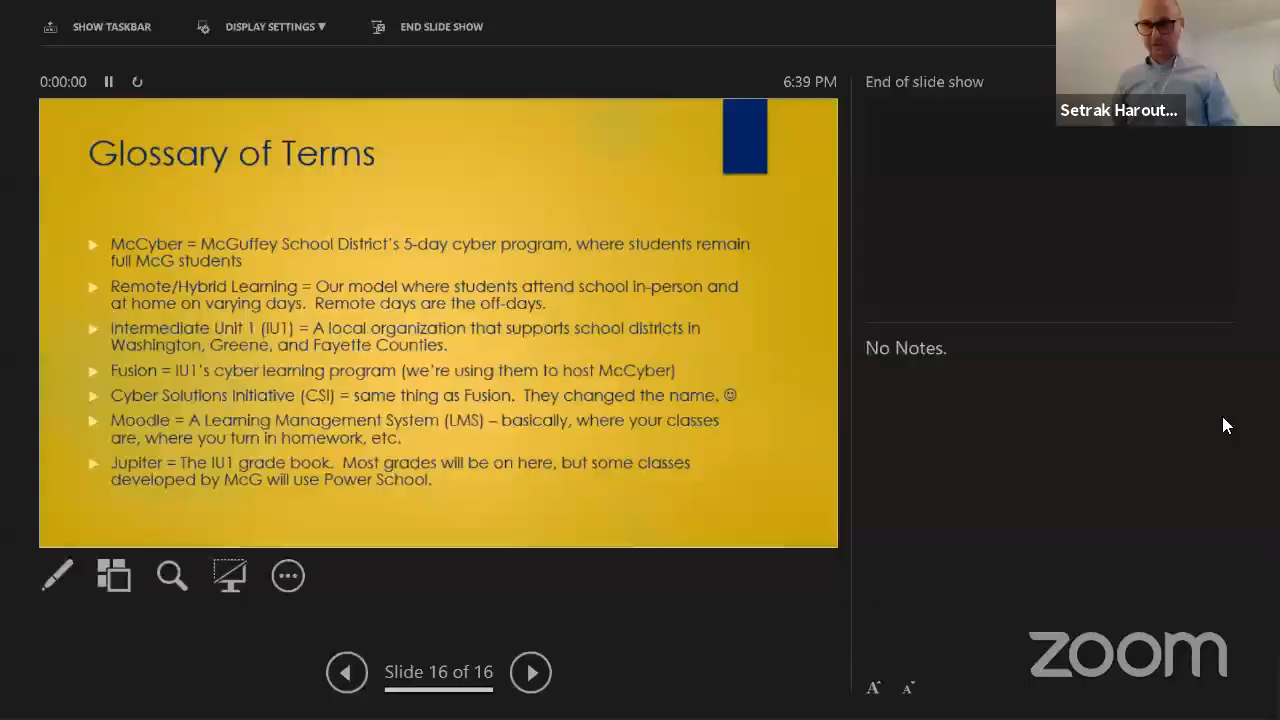 SHOW TASKBAR
DISPLAY SETTINGS ▼
END SLIDE SHOW
0:00:00
6:39 PM
End of slide show
Setrak Harout...
Glossary of Terms
McCyber = McGuffey School District's 5-day cyber program, where students remain
full McG students
Remote/Hybrid Learning = Our model where students attend school in-person and
at home on varying days. Remote days are the off-days.
Intermediate Unit 1 (IU1) = A local organization that supports school districts in
Washington, Greene, and Fayette Counties.
Fusion = IU1's cyber learning program (we're using them to host McCyber)
Cyber Solutions Initiative (CSI) = same thing as Fusion. They changed the name. ☺
Moodle = A Learning Management System (LMS) – basically, where your classes
are, where you turn in homework, etc.
Jupiter = The IU1 grade book. Most grades will be on here, but some classes
developed by McG will use Power School.
No Notes.
Slide 16 of 16
zoom
A A